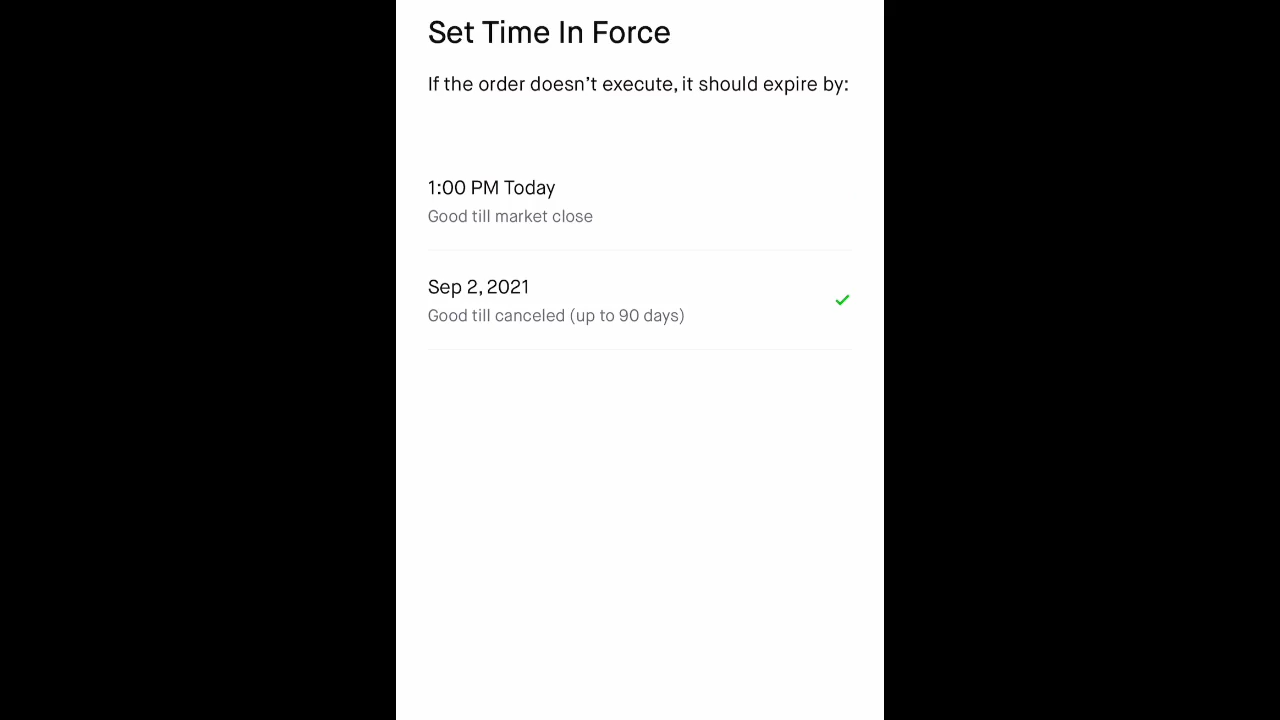 Set Time In Force
If the order doesn’t execute, it should expire by:
1:00 PM Today
Good till market close
Sep 2, 2021
Good till canceled (up to 90 days)